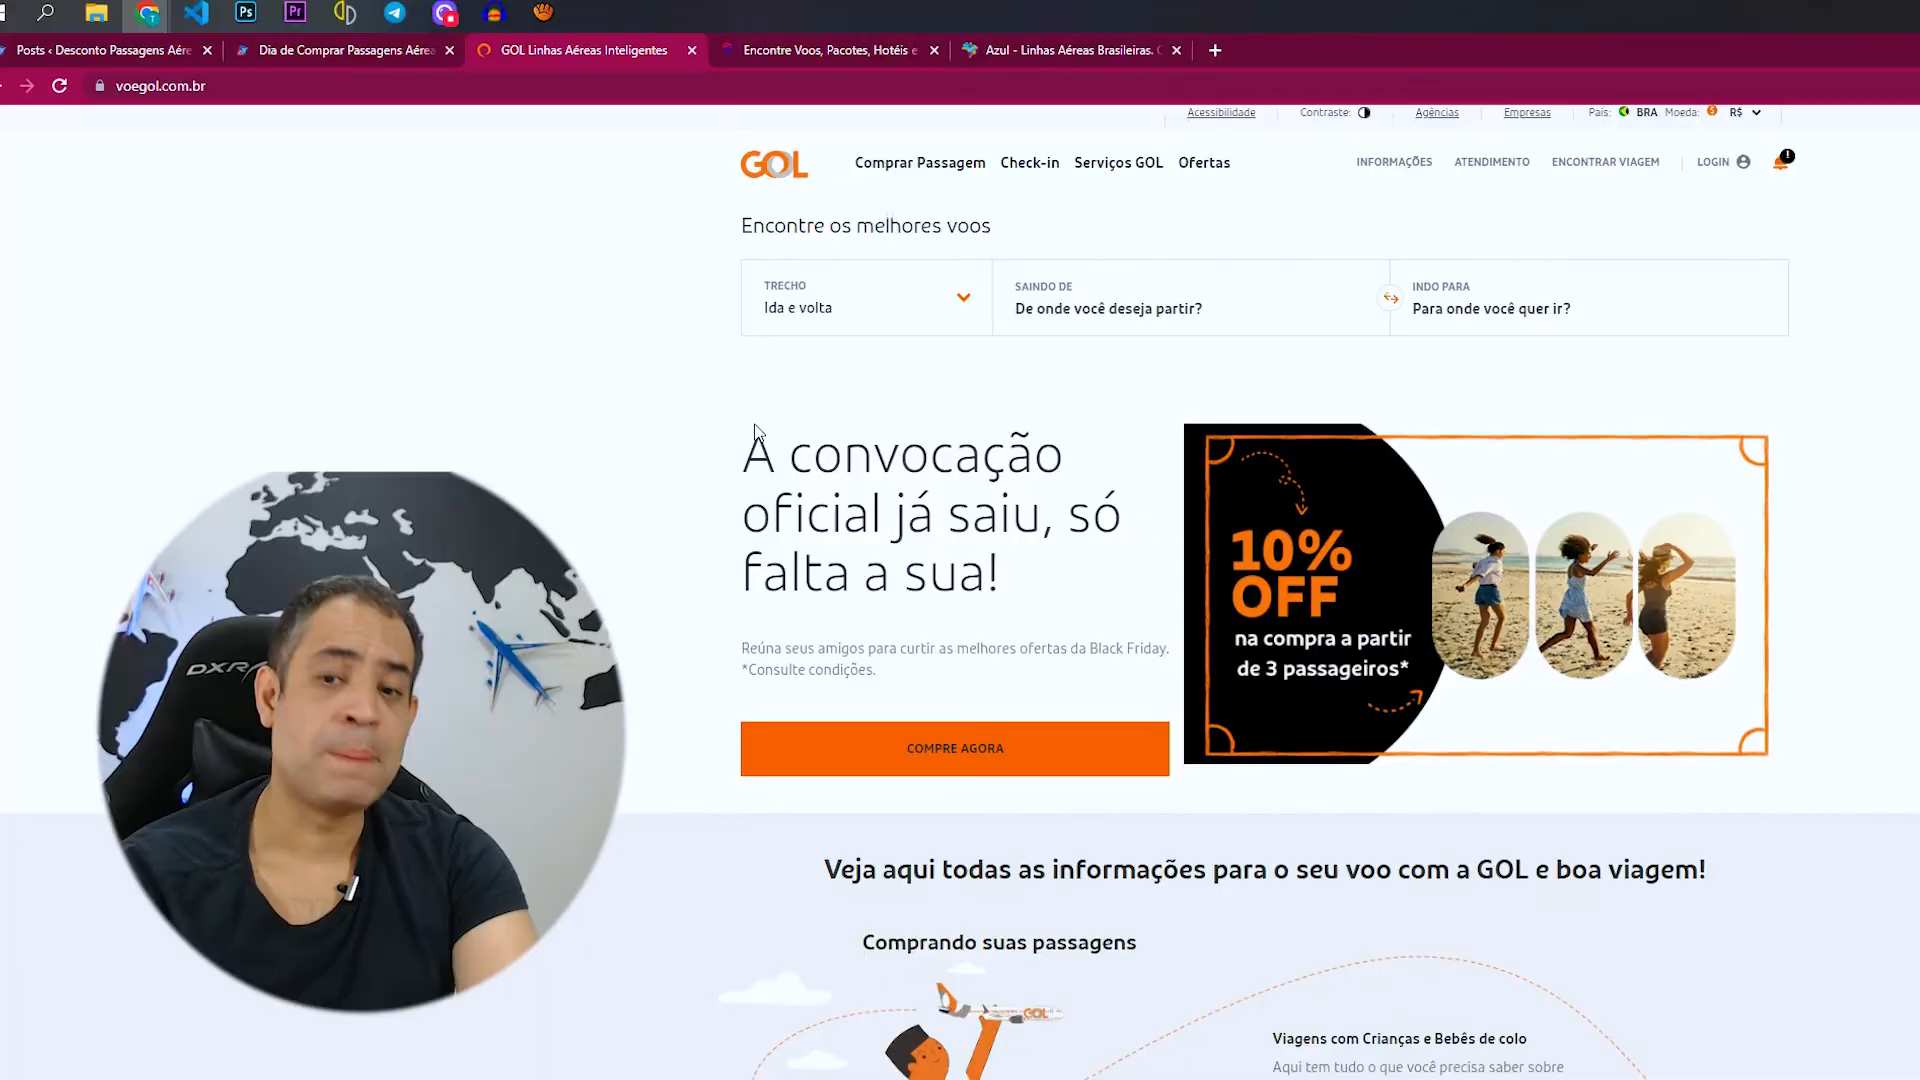 Ps
Pr
Posts ‹ Desconto Passagens Aére
Dia de Comprar Passagens Aérea
GOL Linhas Aéreas Inteligentes
Encontre Voos, Pacotes, Hotéis e
Azul - Linhas Aéreas Brasileiras. C
voegol.com.br
Acessibilidade
Contraste:
Agências
Empresas
País: BRA Moeda: R$
GOL
Comprar Passagem
Check-in
Serviços GOL
Ofertas
INFORMAÇÕES
ATENDIMENTO
ENCONTRAR VIAGEM
LOGIN
Encontre os melhores voos
TRECHO
Ida e volta
SAINDO DE
De onde você deseja partir?
INDO PARA
Para onde você quer ir?
A convocação
oficial já saiu, só
falta a sua!
Reúna seus amigos para curtir as melhores ofertas da Black Friday.
*Consulte condições.
COMPRE AGORA
10%
OFF
na compra a partir
de 3 passageiros*
DXRA
Veja aqui todas as informações para o seu voo com a GOL e boa viagem!
Comprando suas passagens
GOL
Viagens com Crianças e Bebês de colo
Aqui tem tudo o que você precisa saber sobre